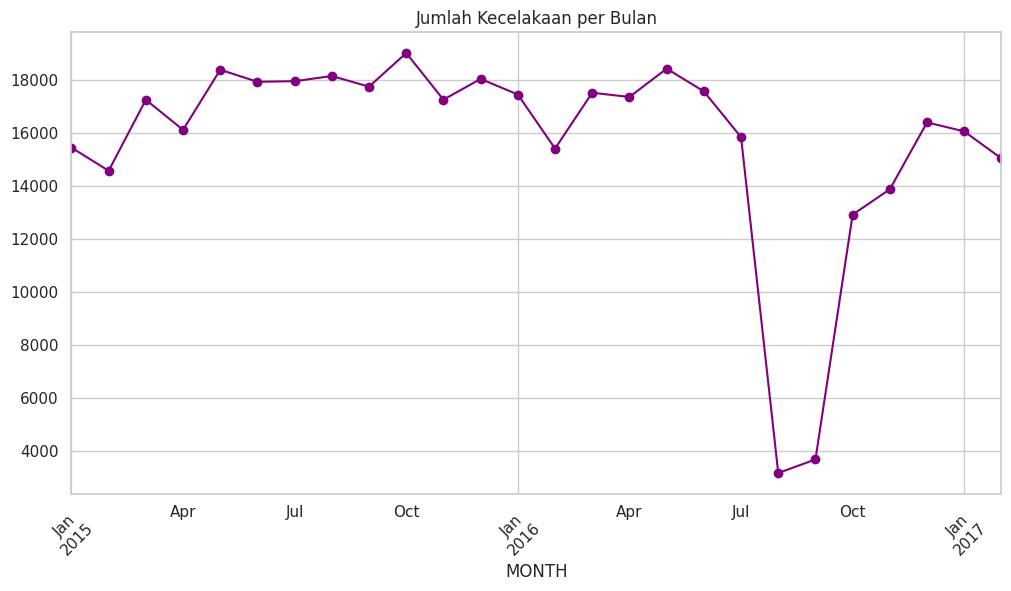 Jumlah Kecelakaan per Bulan
18000
16000
14000
12000
10000
8000
6000
4000
Jan
2015
Apr
Jul
Oct
Jan
2016
Apr
Jul
Oct
Jan
2017
MONTH